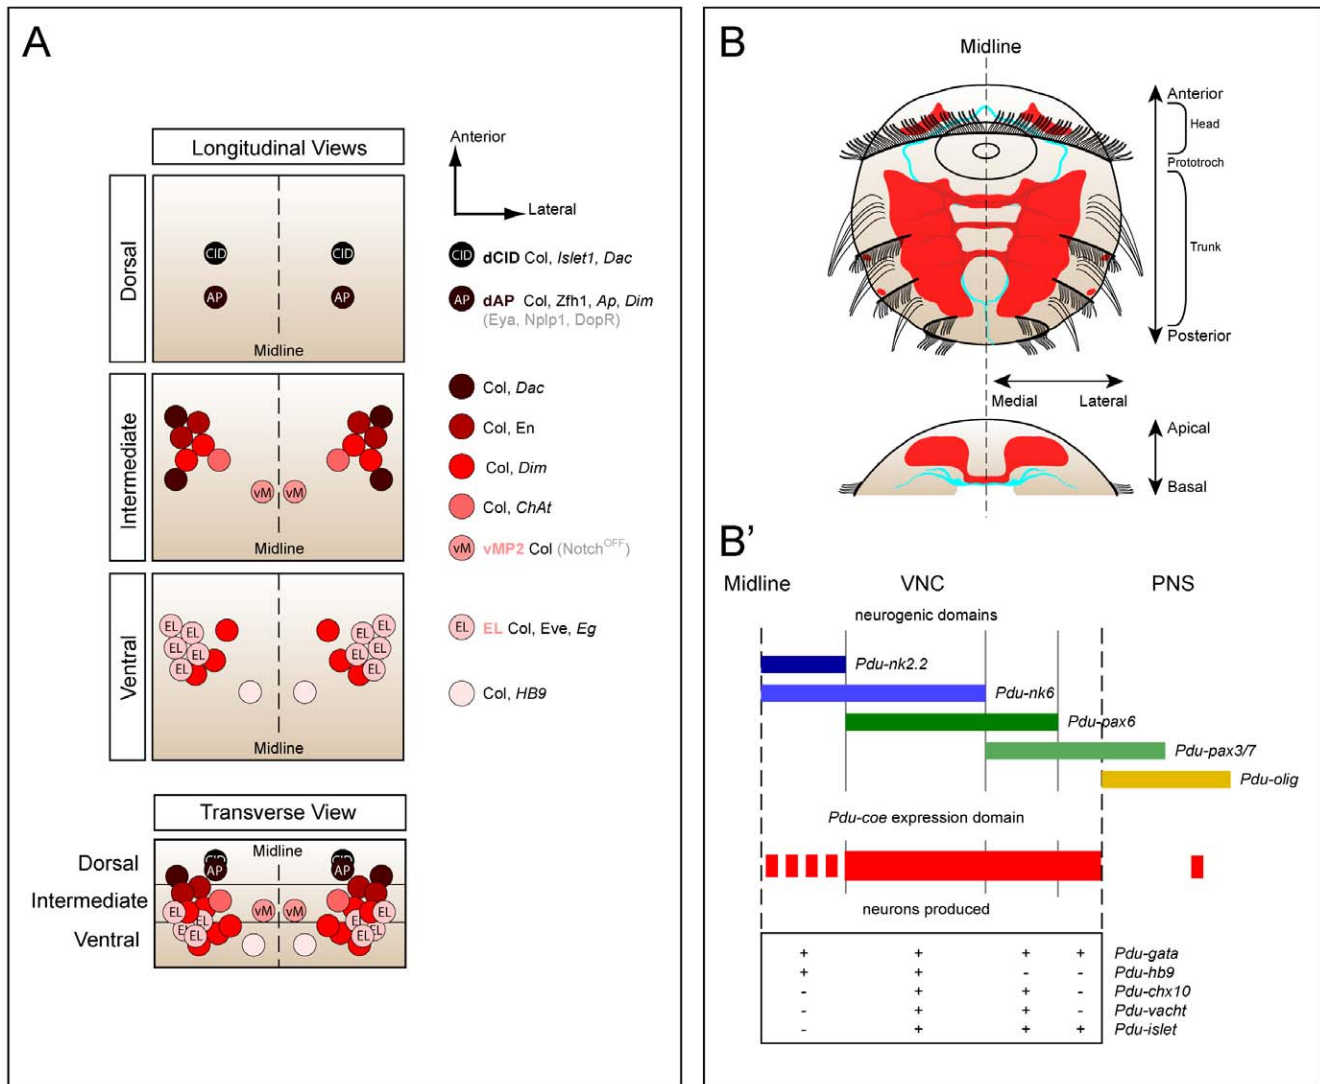 A
Longitudinal Views
Anterior
Lateral
Dorsal
CID
CID
AP
AP
Midline
CID dCID Col, Islet1, Dac
AP dAP Col, Zfh1, Ap, Dim
(Eya, Nplp1, DopR)
Intermediate
vM vM
Midline
Col, Dac
Col, En
Col, Dim
Col, ChAt
vM vMP2 Col (Notch^OFF)
Ventral
EL
EL
EL
EL
EL
EL
EL
EL
EL
EL
Midline
EL EL Col, Eve, Eg
Col, HB9
Transverse View
Midline
Dorsal
CID
AP
CID
AP
Intermediate
EL
EL
vM vM
EL
EL
Ventral
EL
EL
B
Midline
Anterior
Head
Prototroch
Trunk
Posterior
Medial Lateral
Apical
Basal
B’
Midline VNC PNS
neurogenic domains
Pdu-nk2.2
Pdu-nk6
Pdu-pax6
Pdu-pax3/7
Pdu-olig
Pdu-coe expression domain
neurons produced
+ + + + Pdu-gata
+ + - - Pdu-hb9
- + + - Pdu-chx10
- + + - Pdu-vacht
- + + + Pdu-islet